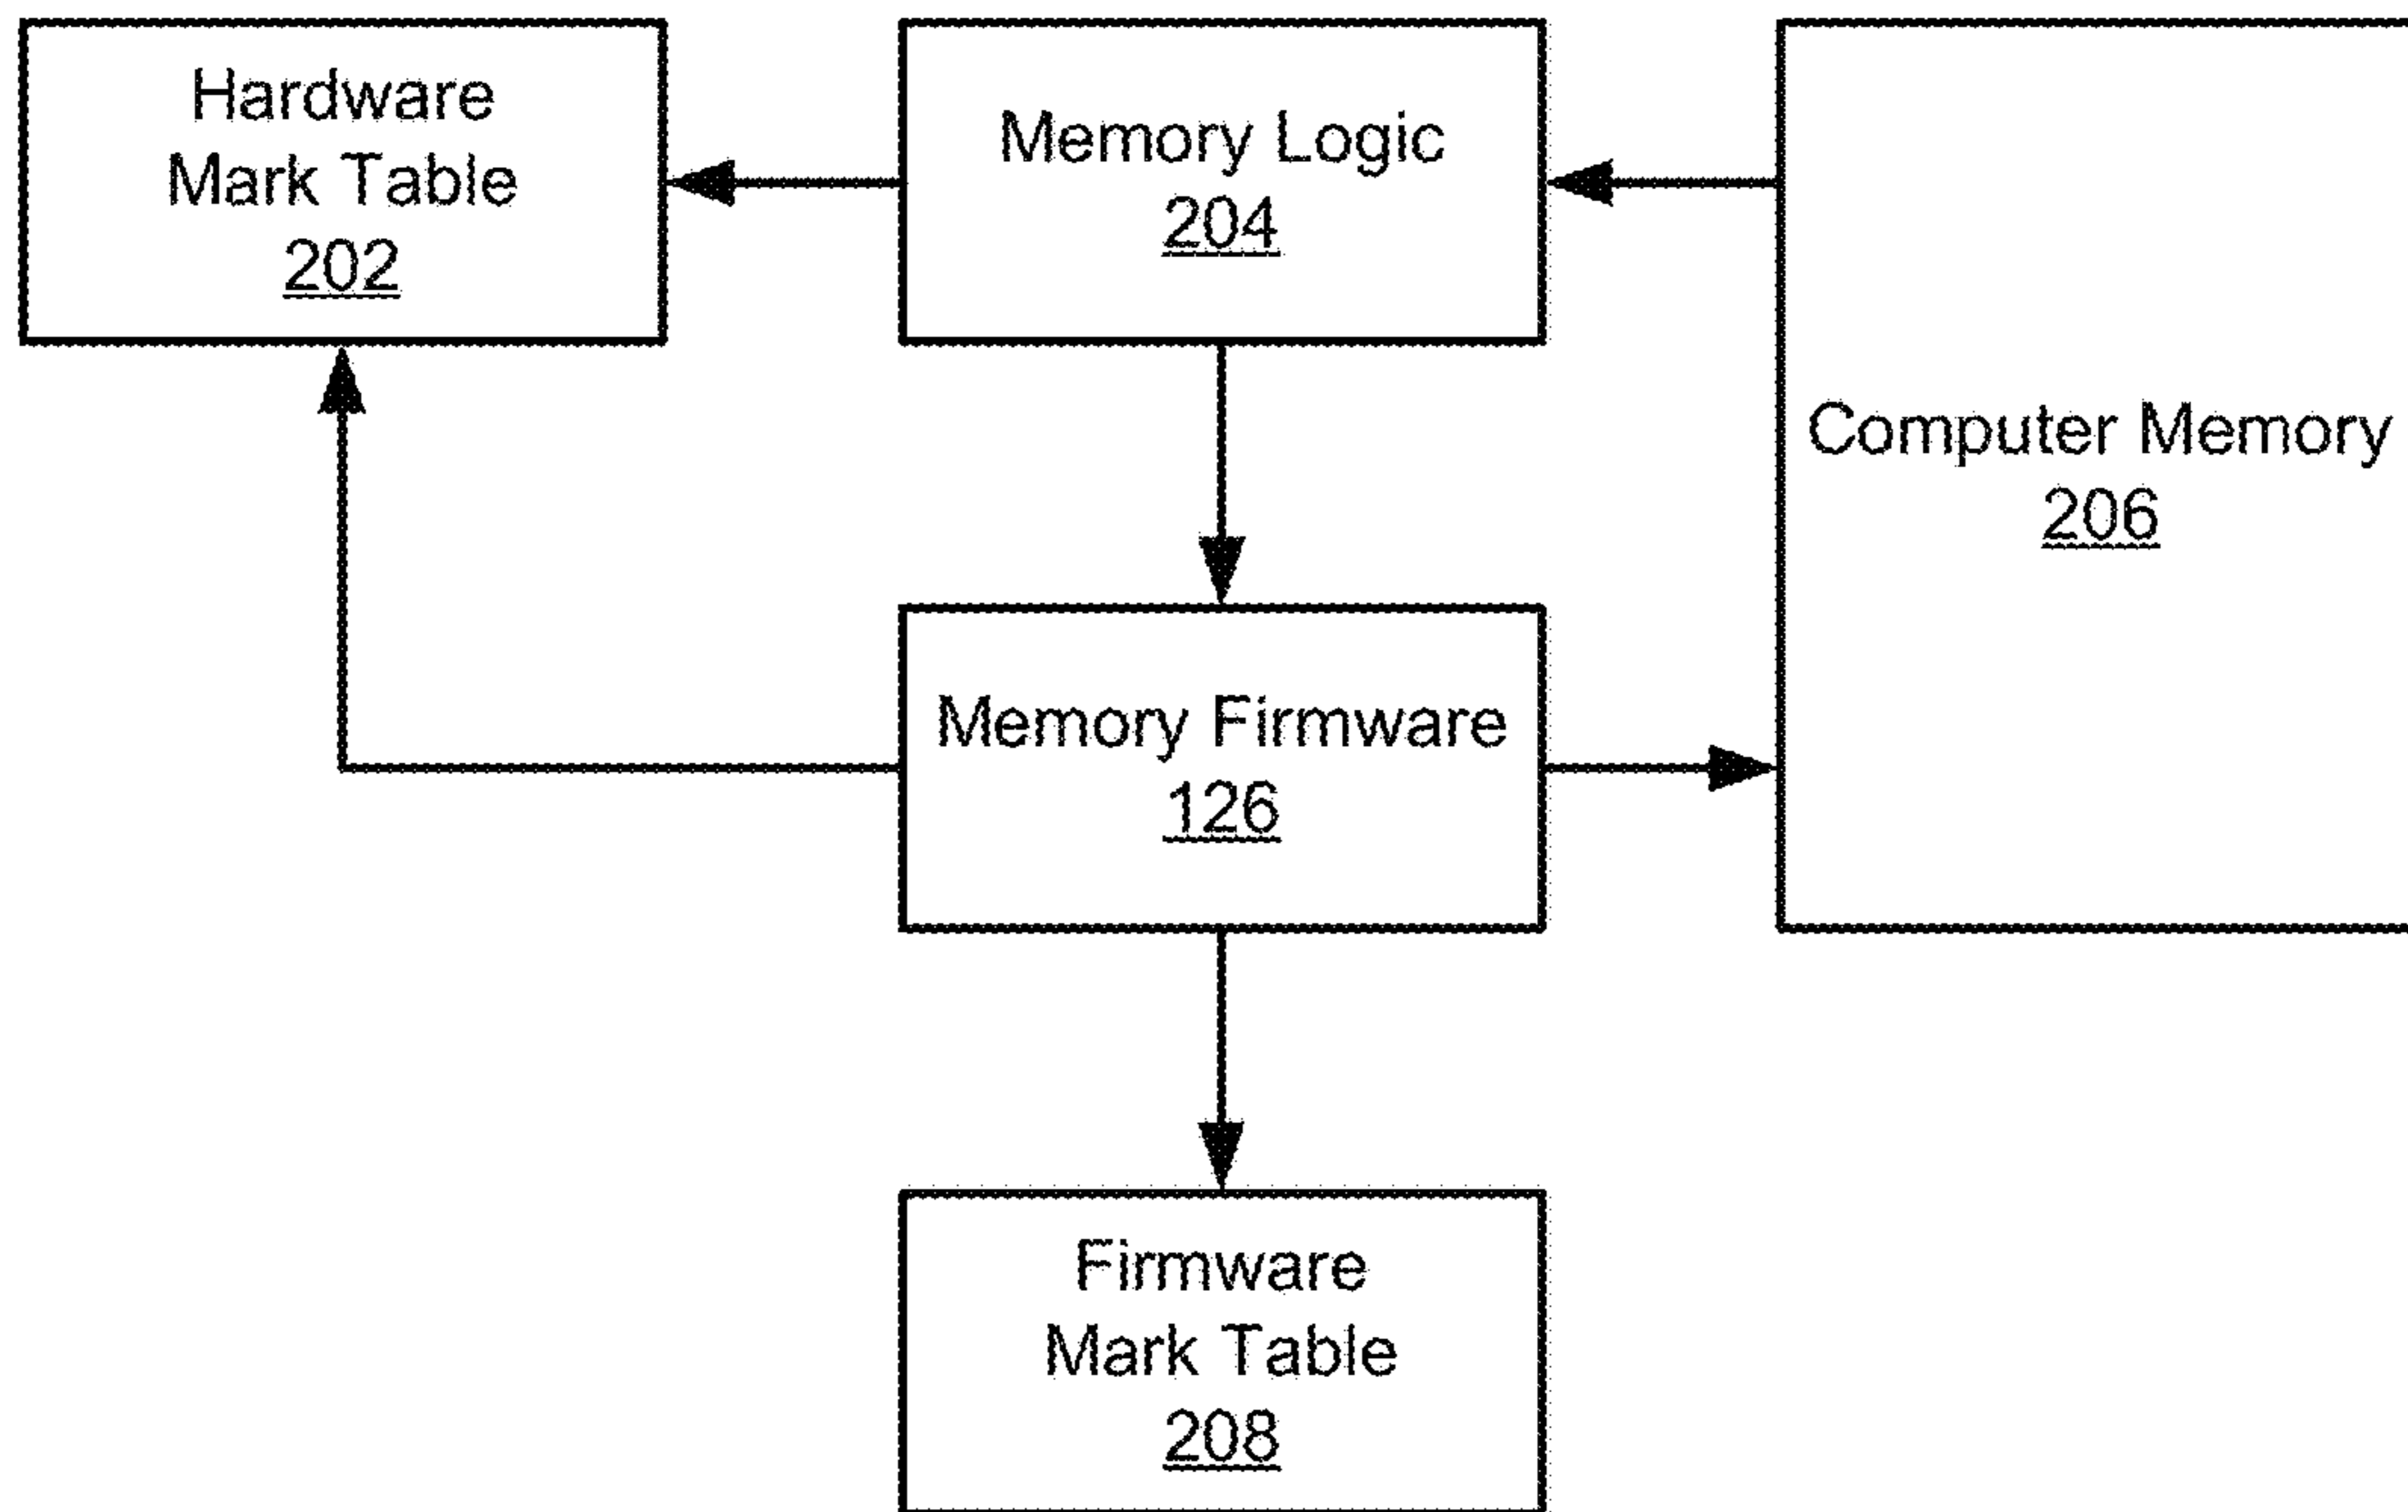 Hardware
Mark Table
202
Memory Logic
204
Computer Memory
206
Memory Firmware
126
Firmware
Mark Table
208